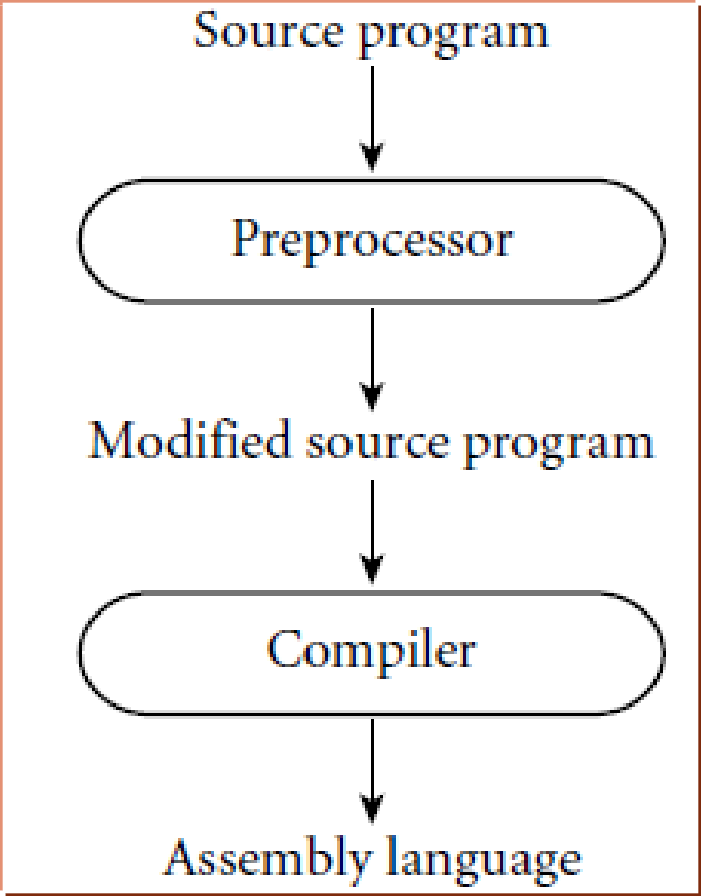 Source program
Preprocessor
Modified source program
Compiler
Assembly language